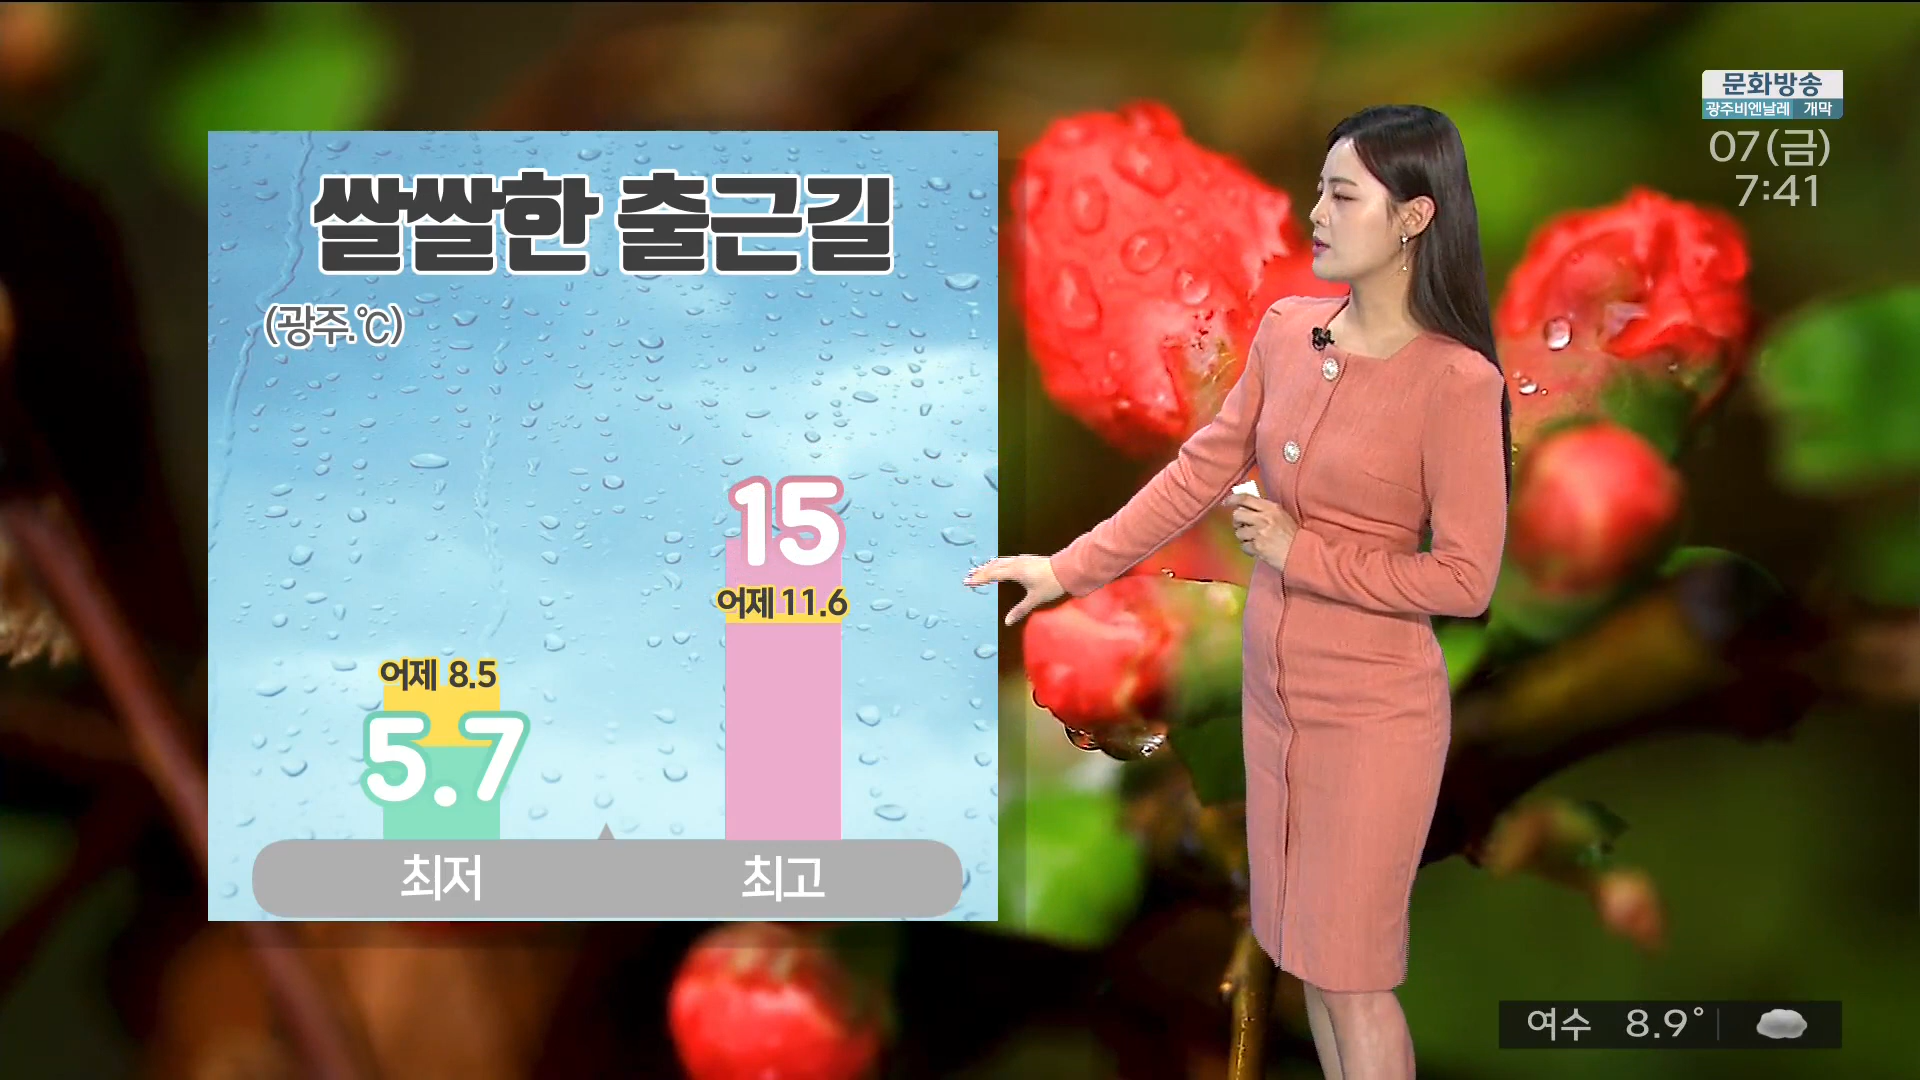 문화방송
광주비엔날레 개막
07(금)
7:41
쌀쌀한 출근길
(광주.℃)
15
어제 11.6
어제 8.5
5.7
최저 최고
여수 8.9°